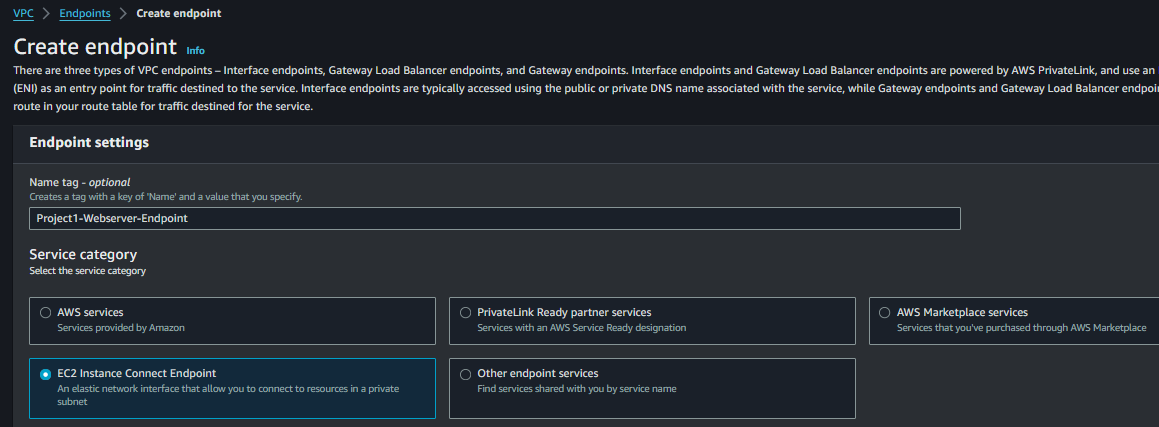 VPC > Endpoints > Create endpoint
Create endpoint Info
There are three types of VPC endpoints – Interface endpoints, Gateway Load Balancer endpoints, and Gateway endpoints. Interface endpoints and Gateway Load Balancer endpoints are powered by AWS PrivateLink, and use an
(ENI) as an entry point for traffic destined to the service. Interface endpoints are typically accessed using the public or private DNS name associated with the service, while Gateway endpoints and Gateway Load Balancer endpoi
route in your route table for traffic destined for the service.
Endpoint settings
Name tag - optional
Creates a tag with a key of 'Name' and a value that you specify.
Project1-Webserver-Endpoint
Service category
Select the service category
AWS services
Services provided by Amazon
PrivateLink Ready partner services
Services with an AWS Service Ready designation
AWS Marketplace services
Services that you've purchased through AWS Marketplace
EC2 Instance Connect Endpoint
An elastic network interface that allow you to connect to resources in a private
subnet
Other endpoint services
Find services shared with you by service name